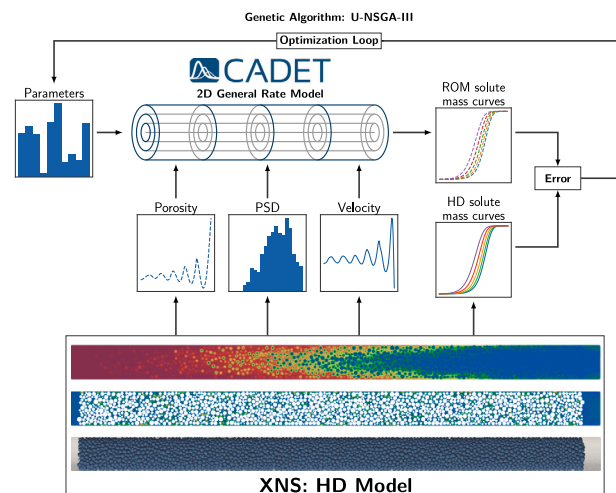 Genetic Algorithm: U-NSGA-III
Optimization Loop
CADET
2D General Rate Model
Parameters
ROM solute
mass curves
Error
Porosity
PSD
Velocity
HD solute
mass curves
XNS: HD Model